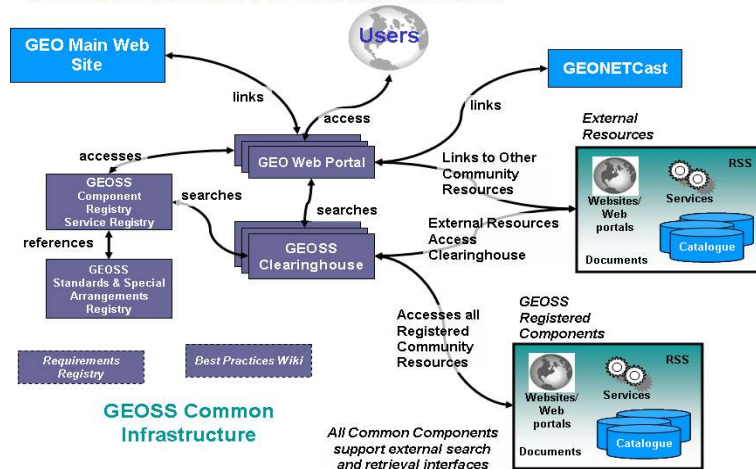 Users
GEO Main Web
Site
GEONETCast
links
access
links
External
Resources
accesses
GEO Web Portal
Links to Other
Community
Resources
RSS
Websites/
Web
portals
Services
Catalogue
Documents
GEOSS
Component
Registry
Service Registry
searches
searches
External Resources
Access
Clearinghouse
references
GEOSS
Clearinghouse
GEOSS
Standards & Special
Arrangements
Registry
Accesses all
Registered
Community
Resources
GEOSS
Registered
Components
RSS
Websites/
Web
portals
Services
Catalogue
Documents
Requirements
Registry
Best Practices Wiki
GEOSS Common
Infrastructure
All Common Components
support external search
and retrieval interfaces